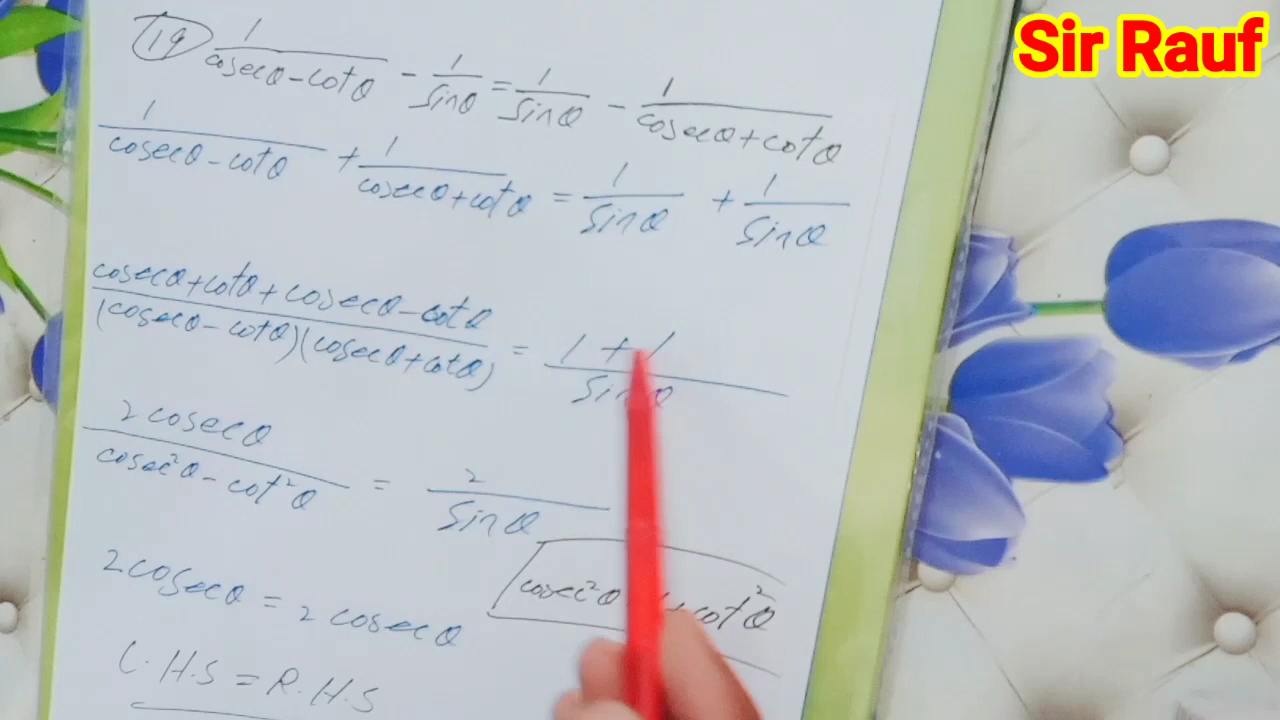 Sir Rauf
19 1/(cosecθ - cotθ) - 1/sinθ = 1/sinθ - 1/(cosecθ + cotθ)
1/(cosecθ - cotθ) + 1/(cosecθ + cotθ) = 1/sinθ + 1/sinθ
(cosecθ + cotθ + cosecθ - cotθ)/((cosecθ - cotθ)(cosecθ + cotθ)) = (1 + 1)/sinθ
2cosecθ/(cosec²θ - cot²θ) = 2/sinθ
cosec²θ + cot²θ
2cosecθ = 2cosecθ
L.H.S = R.H.S